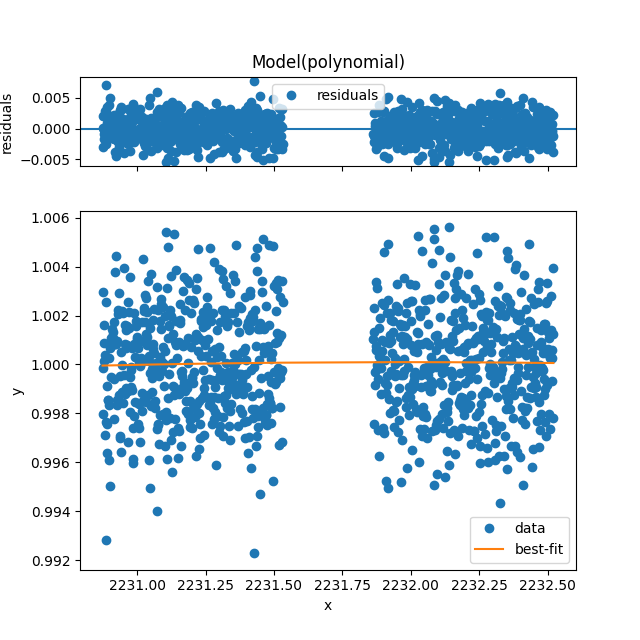 Model(polynomial)
residuals
0.005
0.000
−0.005
residuals
1.006
1.004
1.002
1.000
0.998
0.996
0.994
0.992
y
data
best-fit
2231.00 2231.25 2231.50 2231.75 2232.00 2232.25 2232.50
x